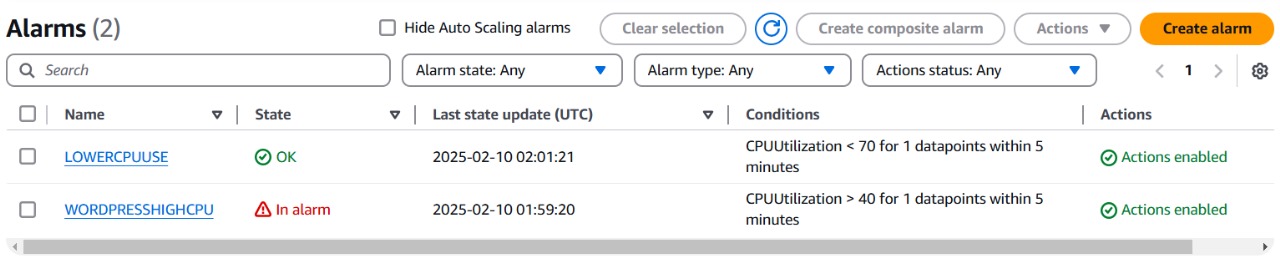 Alarms (2)
Hide Auto Scaling alarms
Clear selection
Create composite alarm
Actions
Create alarm
Search
Alarm state: Any
Alarm type: Any
Actions status: Any
1
Name
State
Last state update (UTC)
Conditions
Actions
LOWERCPUUSE
OK
2025-02-10 02:01:21
CPUUtilization < 70 for 1 datapoints within 5
minutes
Actions enabled
WORDPRESSHIGHCPU
In alarm
2025-02-10 01:59:20
CPUUtilization > 40 for 1 datapoints within 5
minutes
Actions enabled